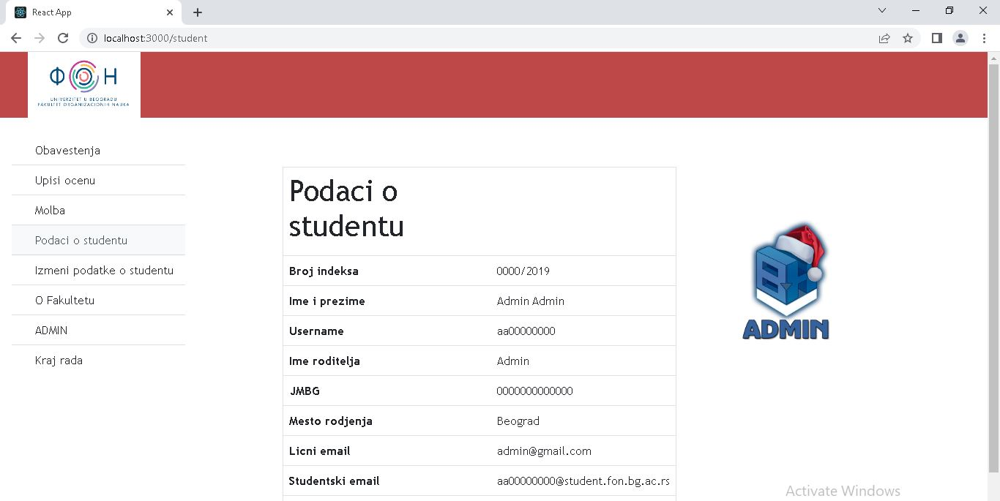 React App
localhost:3000/student
ФОН
UNIVERZITET U BEOGRADU
FAKULTET ORGANIZACIONIH NAUKA
Obavestenja
Upisi ocenu
Molba
Podaci o studentu
Izmeni podatke o studentu
O Fakultetu
ADMIN
Kraj rada
Podaci o
studentu
Broj indeksa 0000/2019
Ime i prezime Admin Admin
Username aa00000000
Ime roditelja Admin
JMBG 0000000000000
Mesto rodjenja Beograd
Licni email admin@gmail.com
Studentski email aa00000000@student.fon.bg.ac.rs
BH
ADMIN
Activate Windows